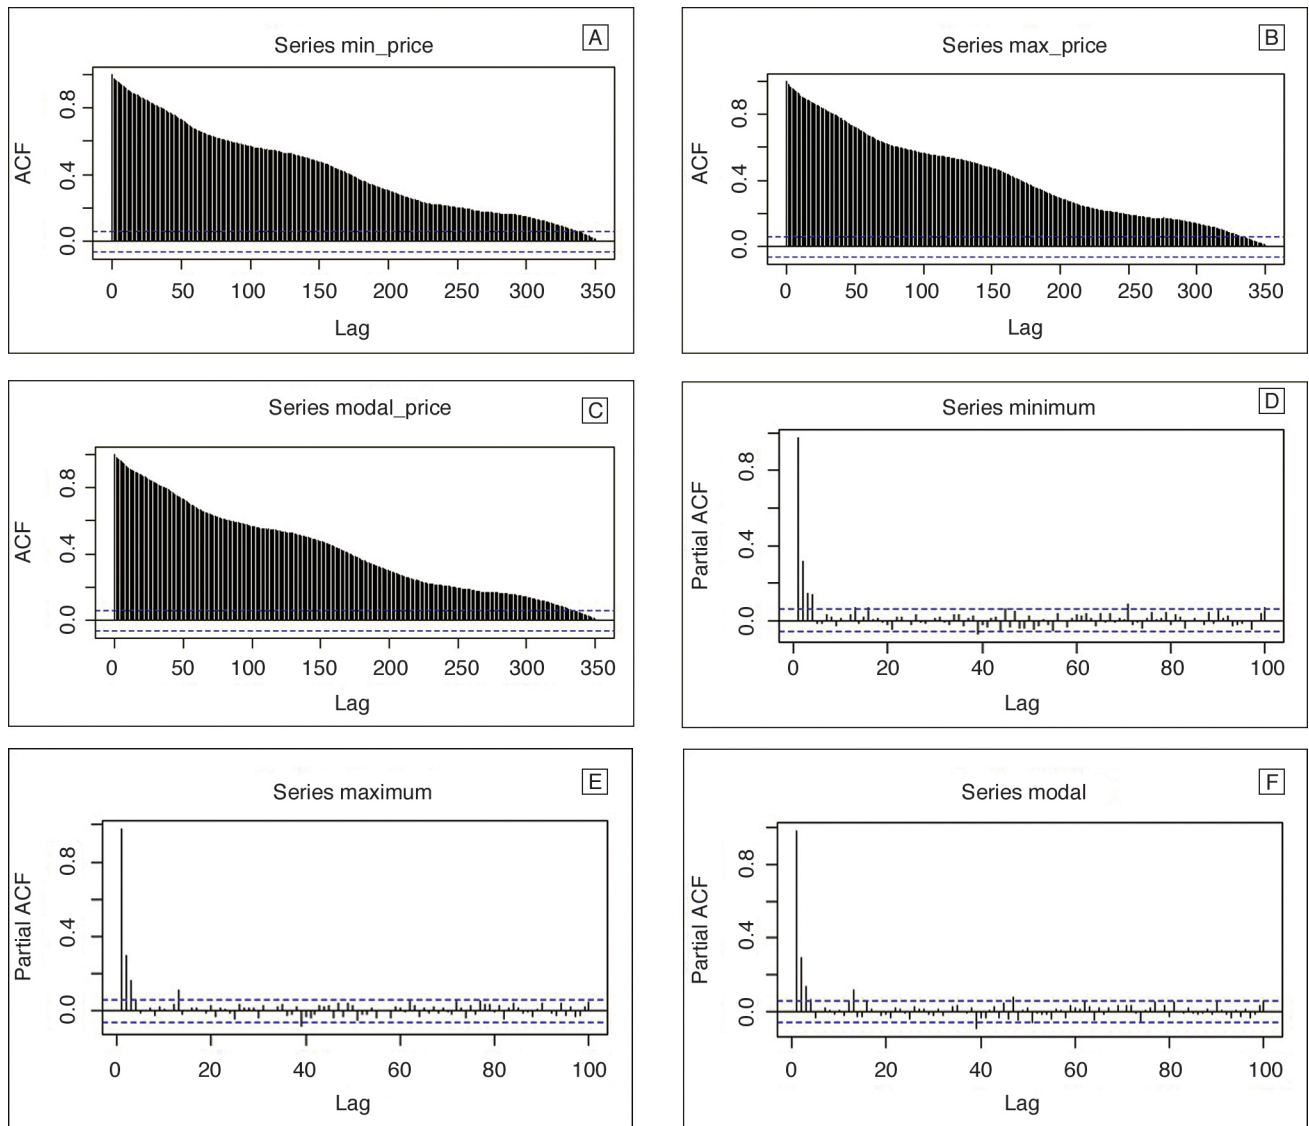 A
Series min_price
ACF
0.0 0.4 0.8
0 50 100 150 200 250 300 350
Lag
B
Series max_price
ACF
0.0 0.4 0.8
0 50 100 150 200 250 300 350
Lag
C
Series modal_price
ACF
0.0 0.4 0.8
0 50 100 150 200 250 300 350
Lag
D
Series minimum
Partial ACF
0.0 0.4 0.8
0 20 40 60 80 100
Lag
E
Series maximum
Partial ACF
0.0 0.4 0.8
0 20 40 60 80 100
Lag
F
Series modal
Partial ACF
0.0 0.4 0.8
0 20 40 60 80 100
Lag